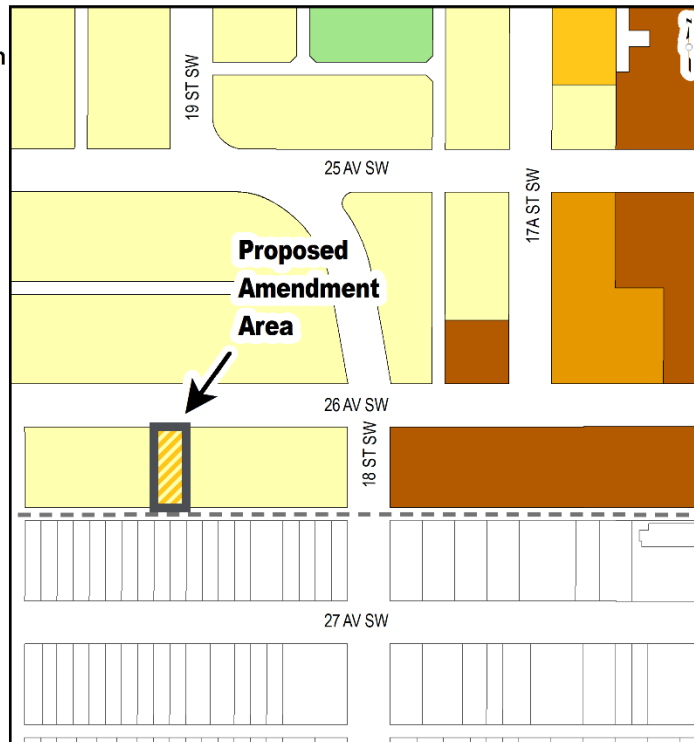 19 ST SW
25 AV SW
17A ST SW
Proposed
Amendment
Area
26 AV SW
18 ST SW
27 AV SW